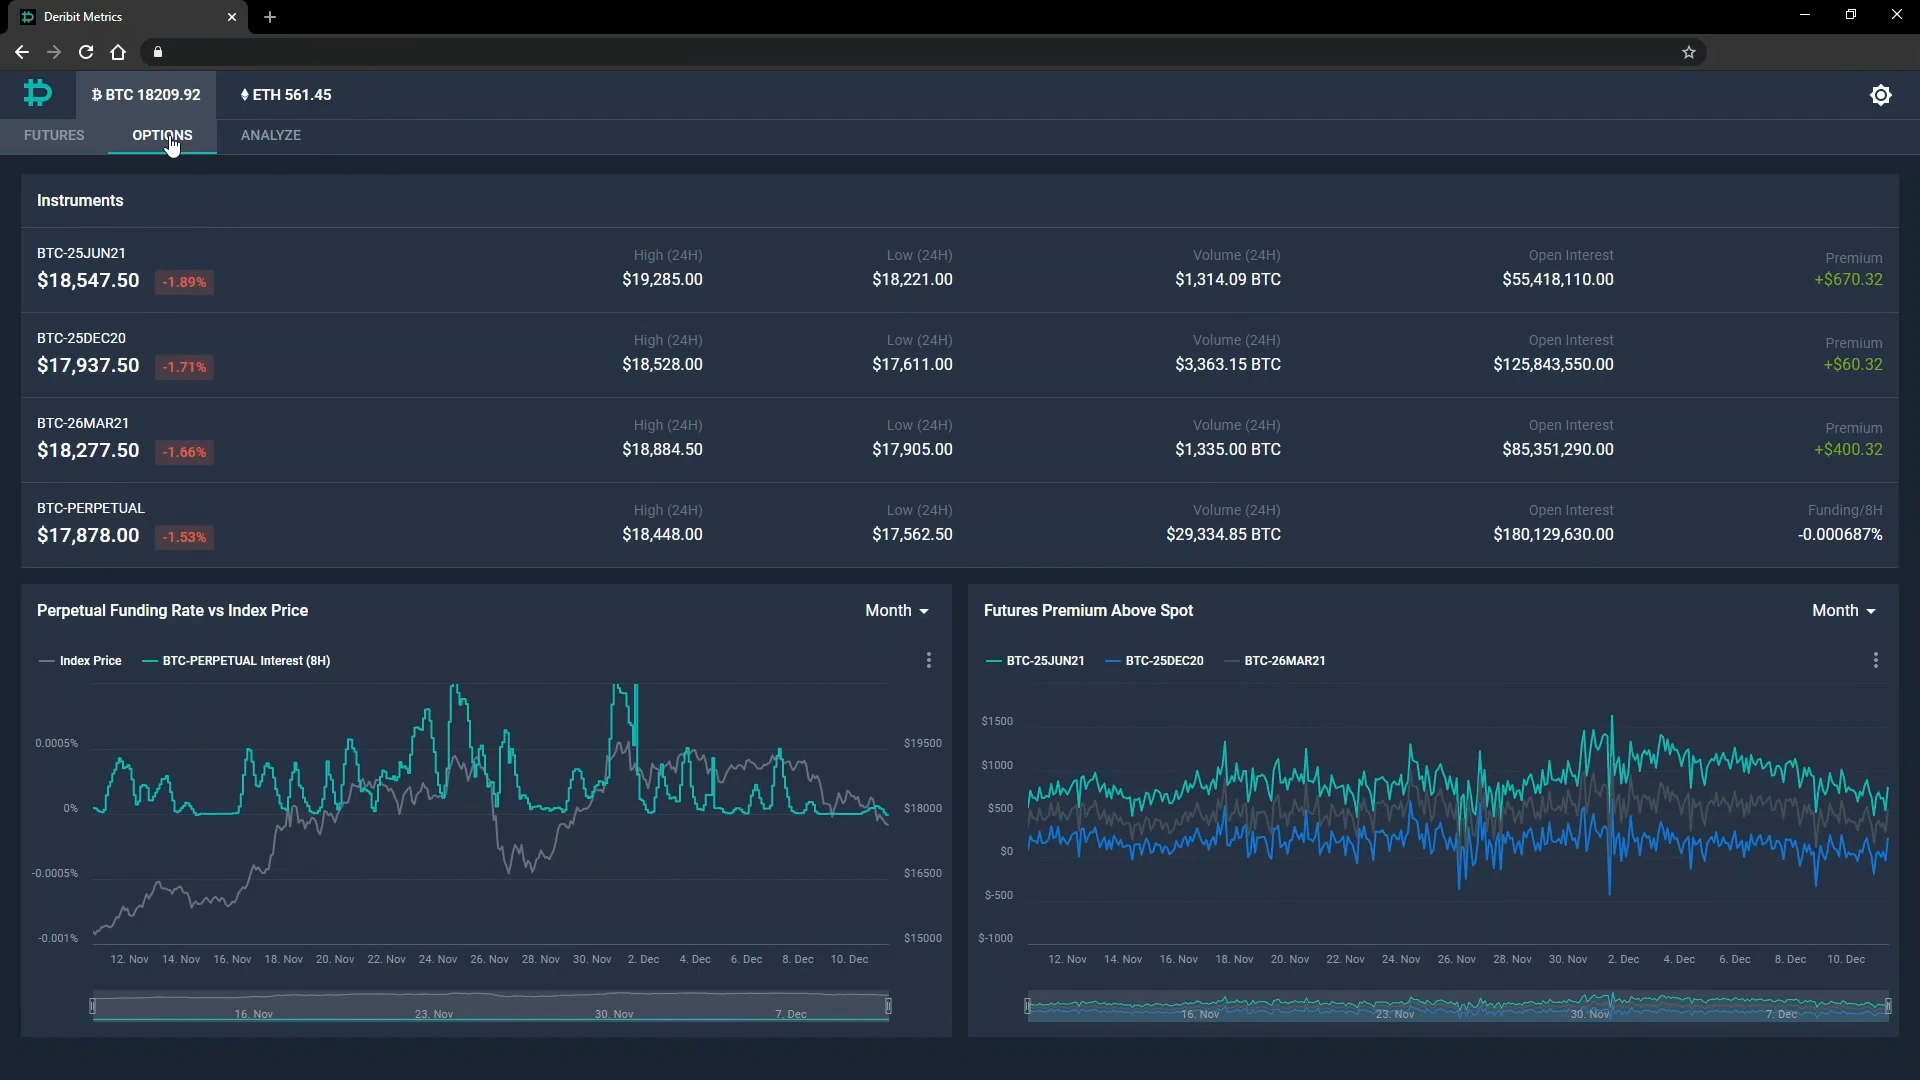 Deribit Metrics
BTC 18209.92
ETH 561.45
FUTURES
OPTIONS
ANALYZE
Instruments
BTC-25JUN21
High (24H)
Low (24H)
Volume (24H)
Open Interest
Premium
$18,547.50
-1.89%
$19,285.00
$18,221.00
$1,314.09 BTC
$55,418,110.00
+$670.32
BTC-25DEC20
High (24H)
Low (24H)
Volume (24H)
Open Interest
Premium
$17,937.50
-1.71%
$18,528.00
$17,611.00
$3,363.15 BTC
$125,843,550.00
+$60.32
BTC-26MAR21
High (24H)
Low (24H)
Volume (24H)
Open Interest
Premium
$18,277.50
-1.66%
$18,884.50
$17,905.00
$1,335.00 BTC
$85,351,290.00
+$400.32
BTC-PERPETUAL
High (24H)
Low (24H)
Volume (24H)
Open Interest
Funding/8H
$17,878.00
-1.53%
$18,448.00
$17,562.50
$29,334.85 BTC
$180,129,630.00
-0.000687%
Perpetual Funding Rate vs Index Price
Month
Index Price
BTC-PERPETUAL Interest (8H)
0.0005%
0%
-0.0005%
-0.001%
$19500
$18000
$16500
$15000
12. Nov
14. Nov
16. Nov
18. Nov
20. Nov
22. Nov
24. Nov
26. Nov
28. Nov
30. Nov
2. Dec
4. Dec
6. Dec
8. Dec
10. Dec
16. Nov
23. Nov
30. Nov
7. Dec
Futures Premium Above Spot
Month
BTC-25JUN21
BTC-25DEC20
BTC-26MAR21
$1500
$1000
$500
$0
$-500
$-1000
12. Nov
14. Nov
16. Nov
18. Nov
20. Nov
22. Nov
24. Nov
26. Nov
28. Nov
30. Nov
2. Dec
4. Dec
6. Dec
8. Dec
10. Dec
16. Nov
23. Nov
30. Nov
7. Dec